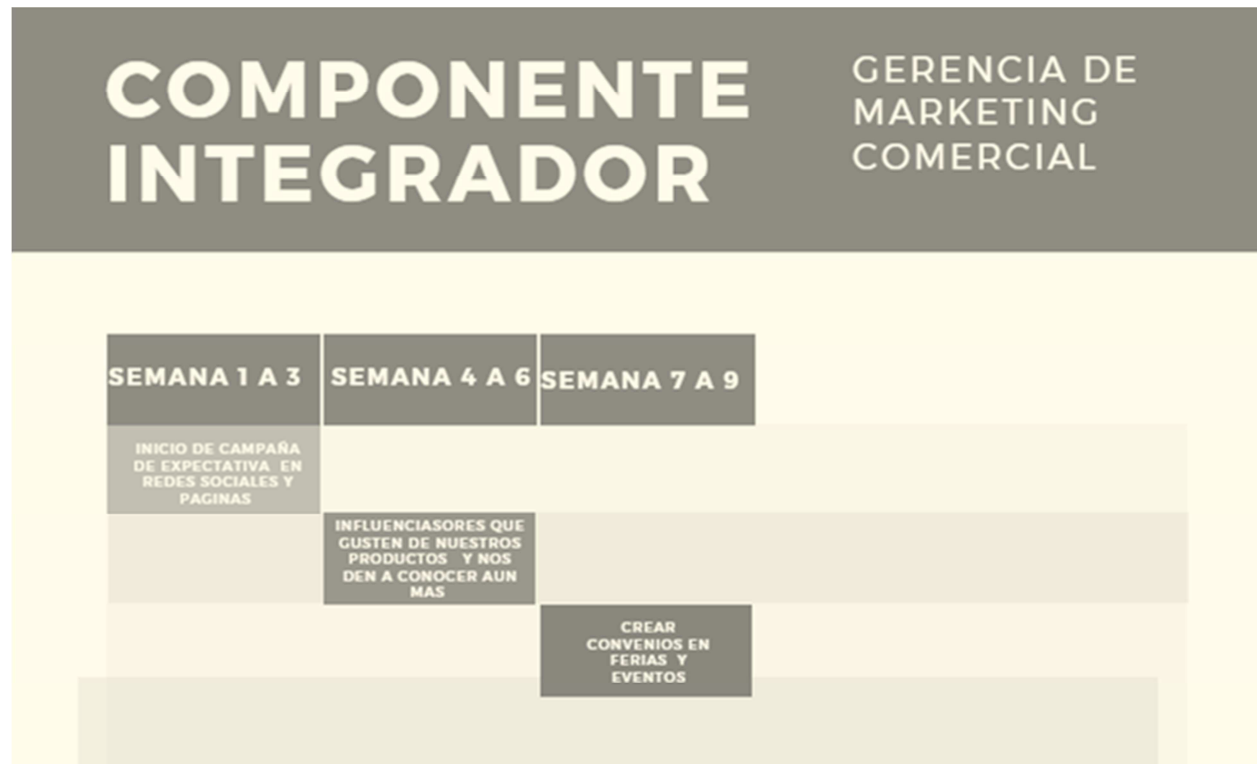 COMPONENTE
INTEGRADOR
GERENCIA DE
MARKETING
COMERCIAL
SEMANA 1 A 3
SEMANA 4 A 6
SEMANA 7 A 9
INICIO DE CAMPAÑA
DE EXPECTATIVA EN
REDES SOCIALES Y
PAGINAS
INFLUENCIASORES QUE
GUSTEN DE NUESTROS
PRODUCTOS Y NOS
DEN A CONOCER AUN
MAS
CREAR
CONVENIOS EN
FERIAS Y
EVENTOS